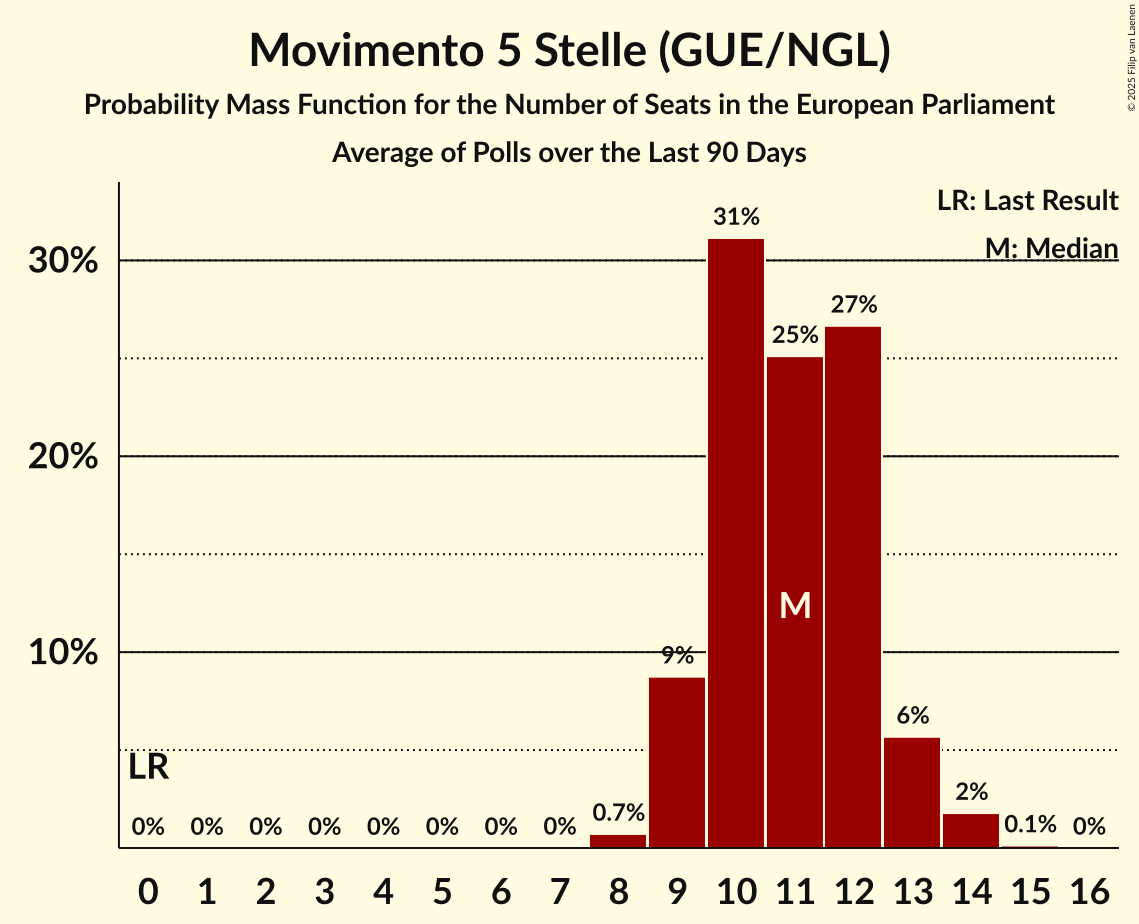 Movimento 5 Stelle (GUE/NGL)
Probability Mass Function for the Number of Seats in the European Parliament
Average of Polls over the Last 90 Days
© 2025 Filip van Laenen
LR: Last Result
M: Median
30%
20%
10%
31%
27%
25%
M
9%
6%
LR
2%
0% 0% 0% 0% 0% 0% 0% 0% 0.7% 0.1% 0%
0 1 2 3 4 5 6 7 8 9 10 11 12 13 14 15 16